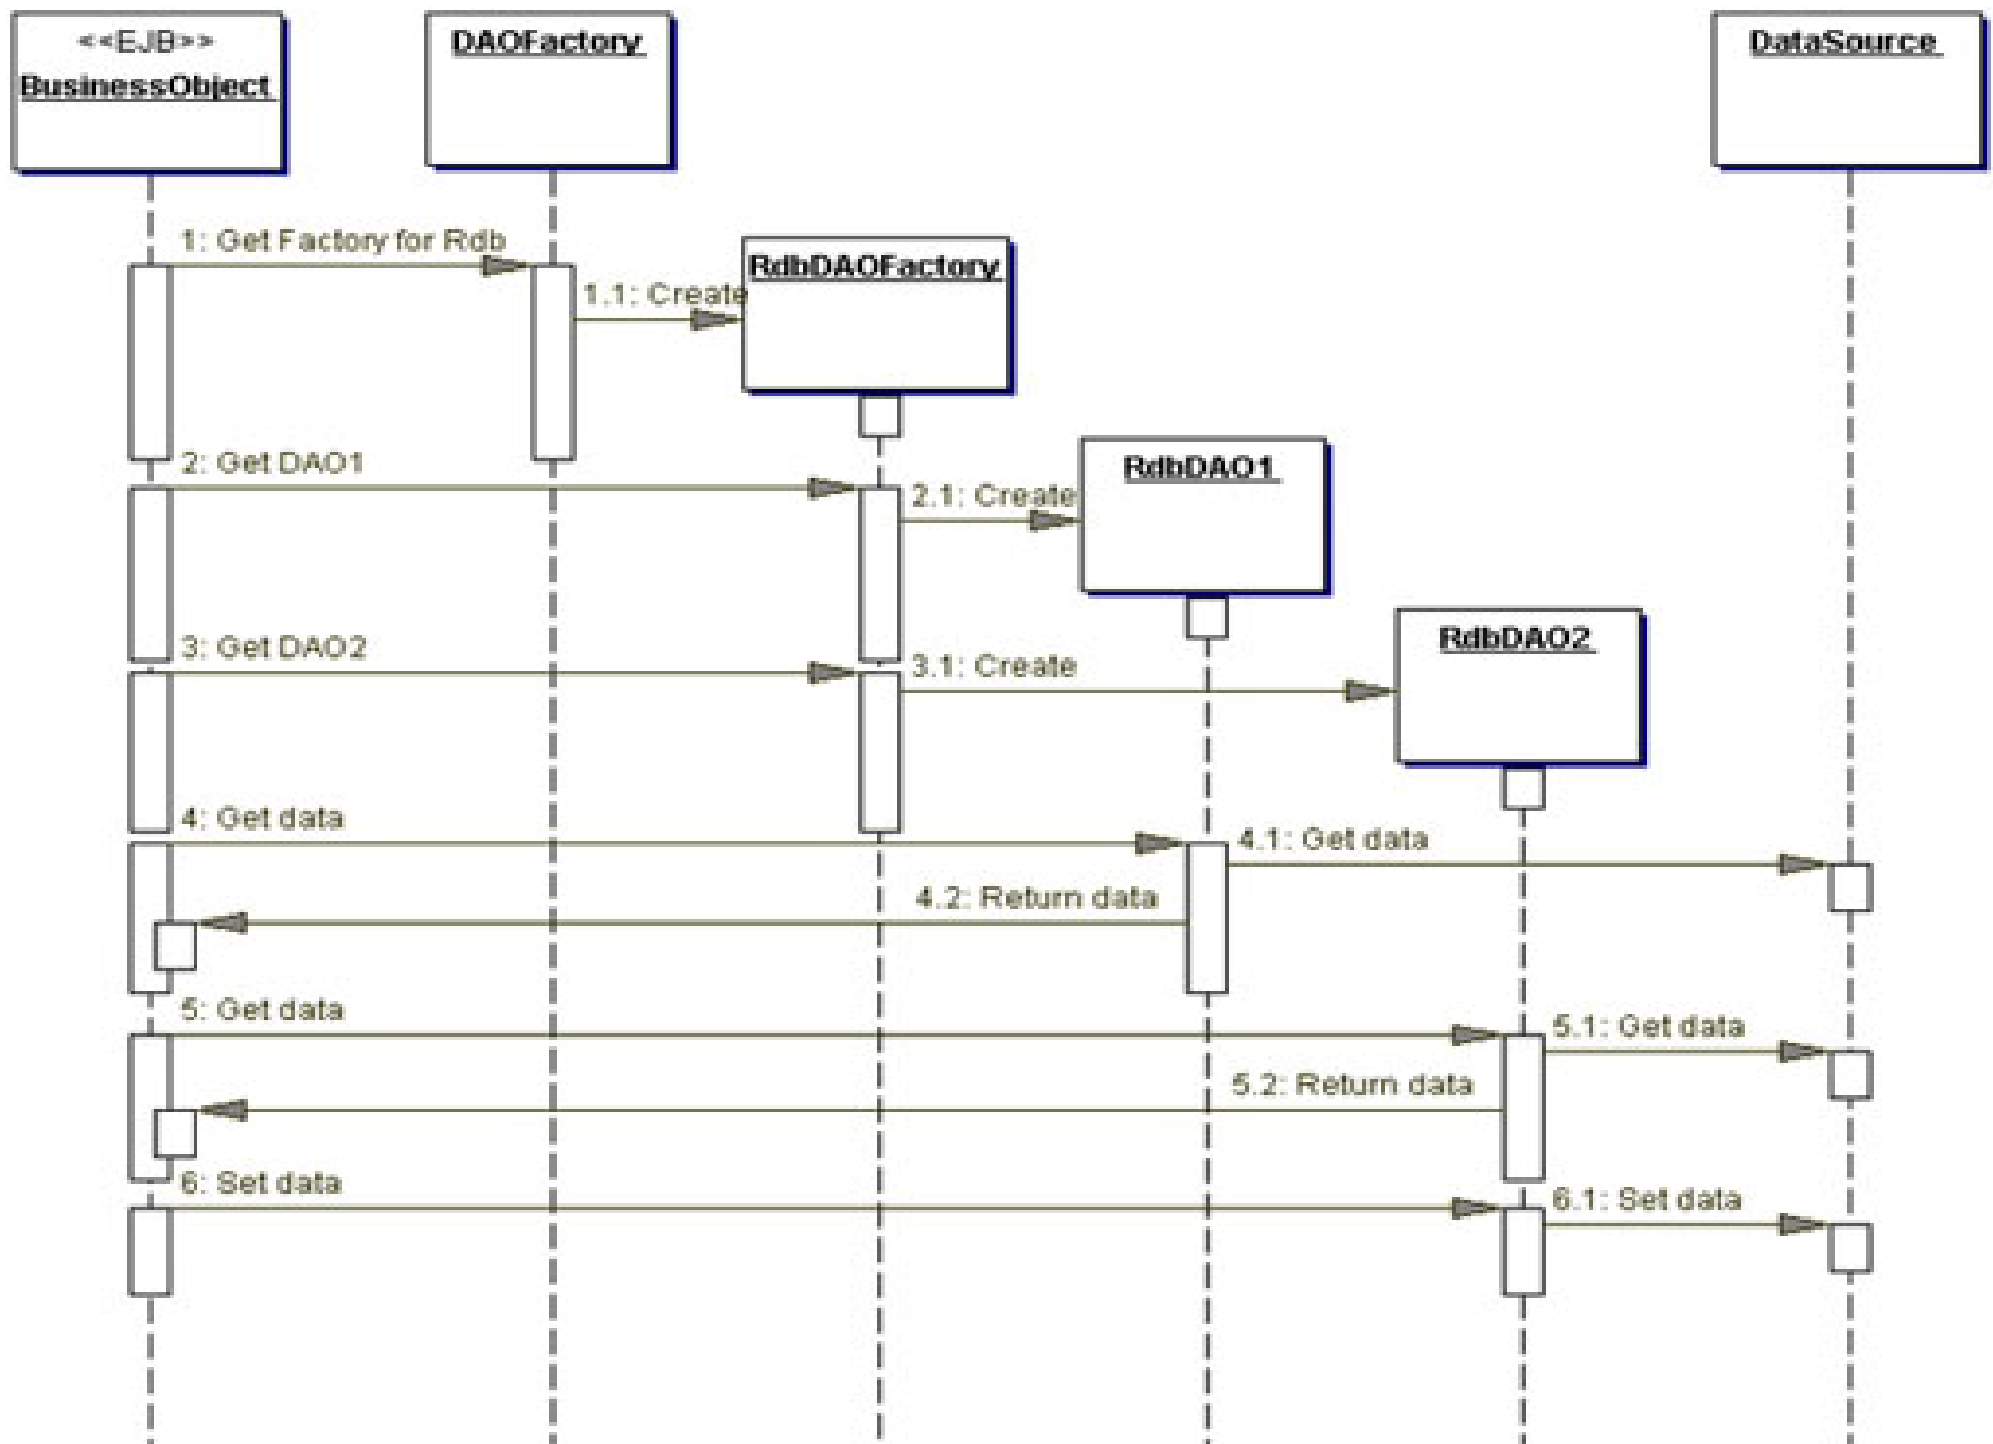 <<EJB>>
BusinessObject
DAOFactory
DataSource
1: Get Factory for Rdb
RdbDAOFactory
1.1: Create
2: Get DAO1
RdbDAO1
2.1: Create
3: Get DAO2
RdbDAO2
3.1: Create
4: Get data
4.1: Get data
4.2: Return data
5: Get data
5.1: Get data
5.2: Return data
6: Set data
6.1: Set data